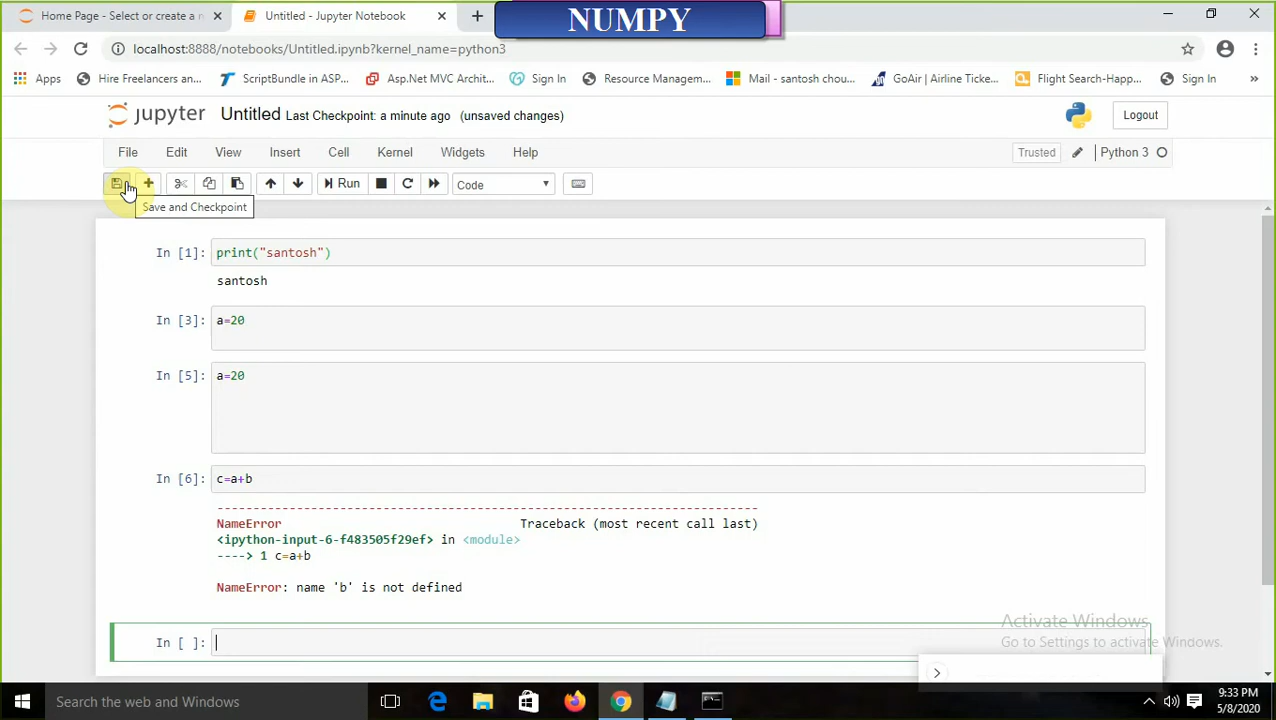 NUMPY
Home Page - Select or create a n
Untitled - Jupyter Notebook
localhost:8888/notebooks/Untitled.ipynb?kernel_name=python3
Apps
Hire Freelancers an...
ScriptBundle in ASP...
Asp.Net MVC Archit...
Sign In
Resource Managem...
Mail - santosh chou...
GoAir | Airline Ticke...
Flight Search-Happ...
Sign In
»
jupyter Untitled Last Checkpoint: a minute ago (unsaved changes)
Logout
File Edit View Insert Cell Kernel Widgets Help
Trusted
Python 3
Run
Code
Save and Checkpoint
In [1]: print("santosh")
santosh
In [3]: a=20
In [5]: a=20
In [6]: c=a+b
---------------------------------------------------------------------------
NameError Traceback (most recent call last)
<ipython-input-6-f483505f29ef> in <module>
----> 1 c=a+b
NameError: name 'b' is not defined
In [ ]:
Activate Windows
Go to Settings to activate Windows.
Search the web and Windows
9:33 PM
5/8/2020